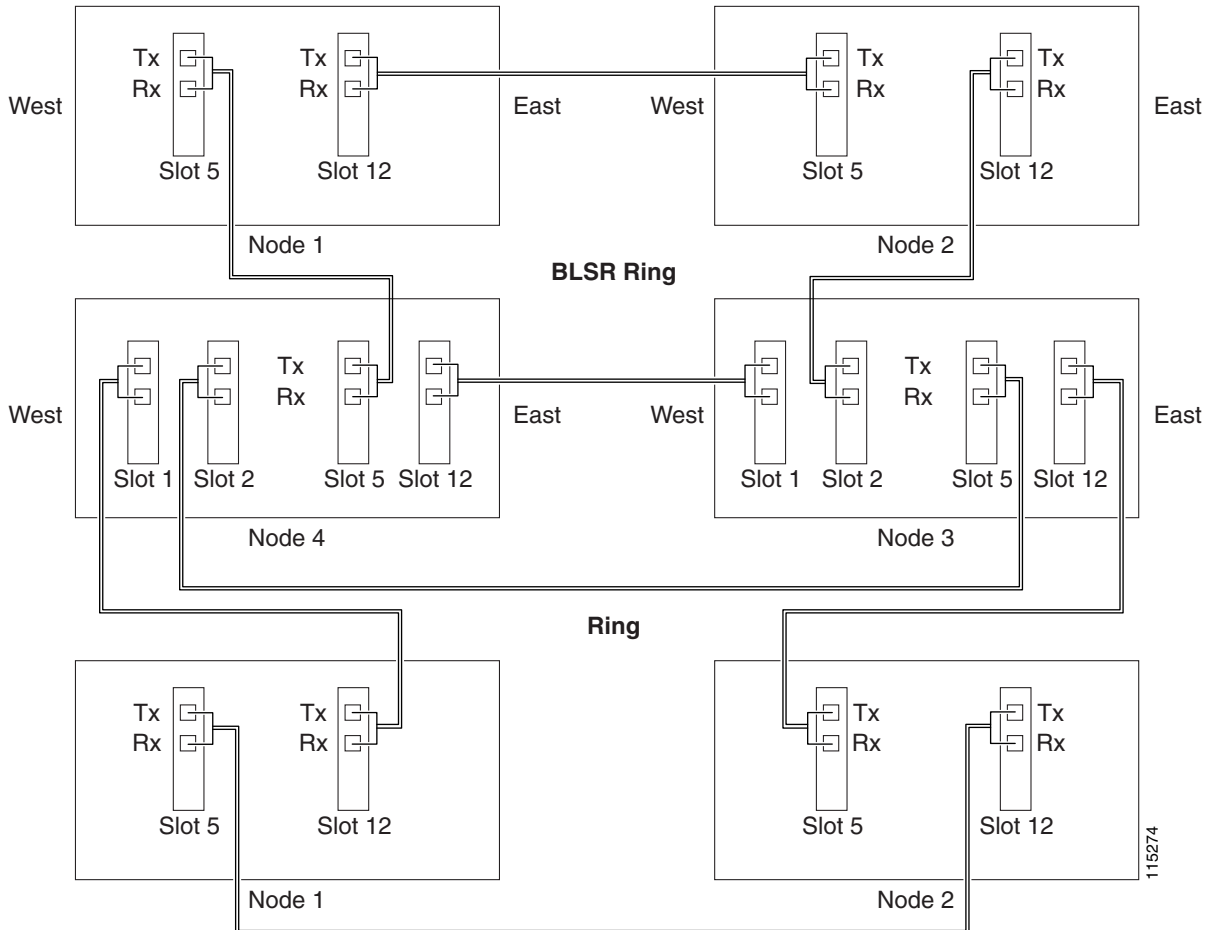 Tx Tx Tx Tx
Rx Rx Rx Rx
West East West East
Slot 5 Slot 12 Slot 5 Slot 12
Node 1 Node 2
BLSR Ring
Tx Tx
Rx Rx
West East West East
Slot 1 Slot 2 Slot 5 Slot 12 Slot 1 Slot 2 Slot 5 Slot 12
Node 4 Node 3
Ring
Tx Tx Tx Tx
Rx Rx Rx Rx
Slot 5 Slot 12 Slot 5 Slot 12
115274
Node 1 Node 2